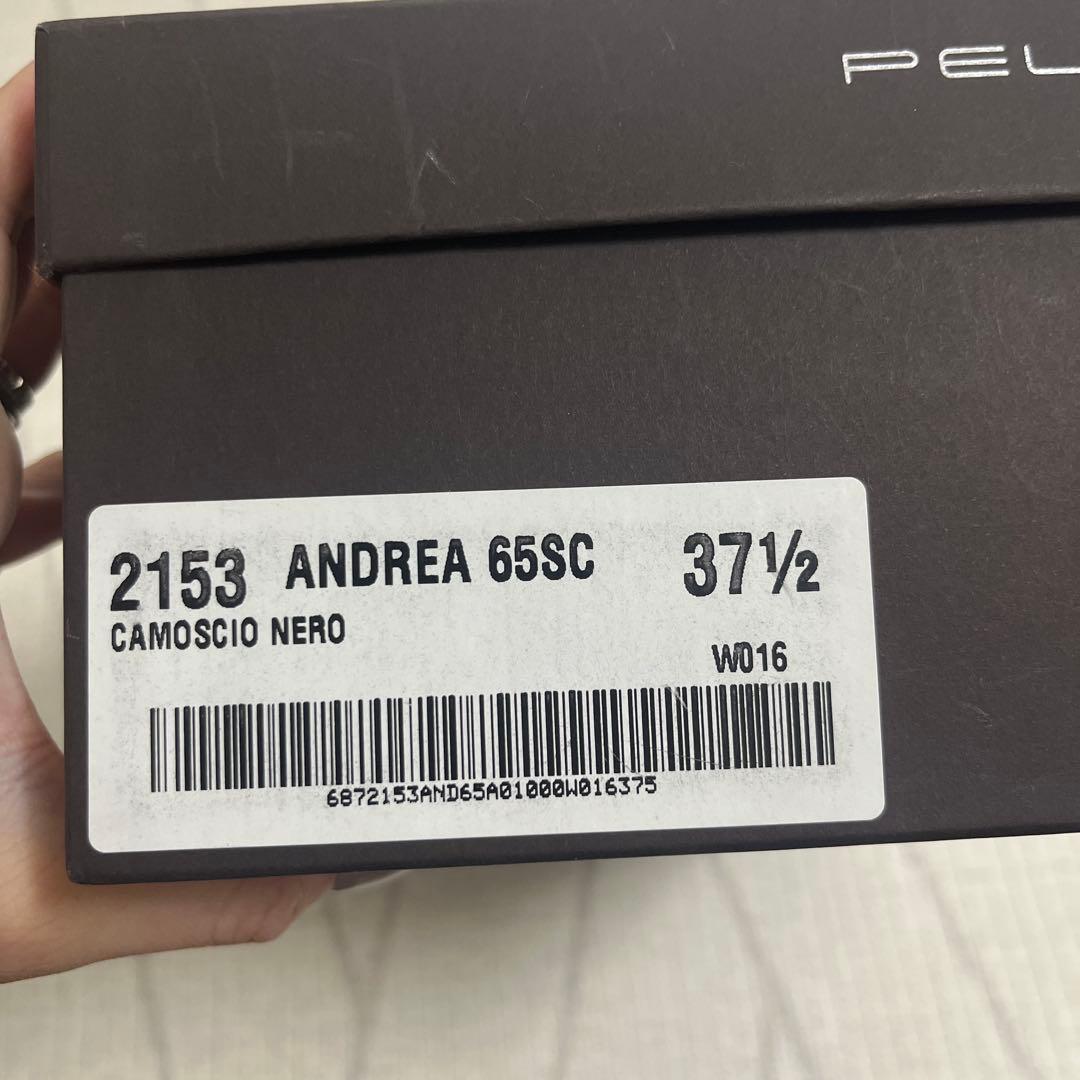 PEL
2153 ANDREA 65SC 37½
CAMOSCIO NERO
W016
6872153AND65A01000W016375